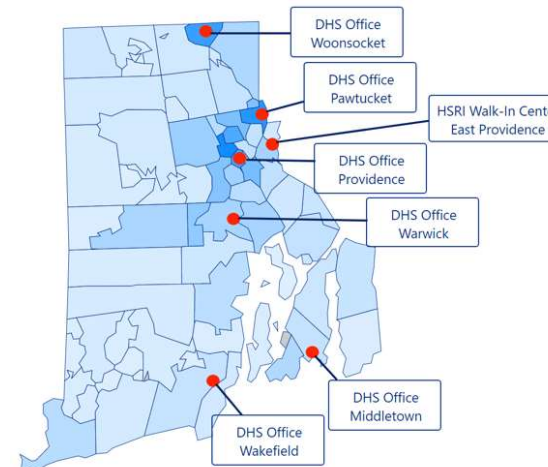 DHS Office
Woonsocket
DHS Office
Pawtucket
HSRI Walk-In Cente
East Providence
DHS Office
Providence
DHS Office
Warwick
DHS Office
Middletown
DHS Office
Wakefield